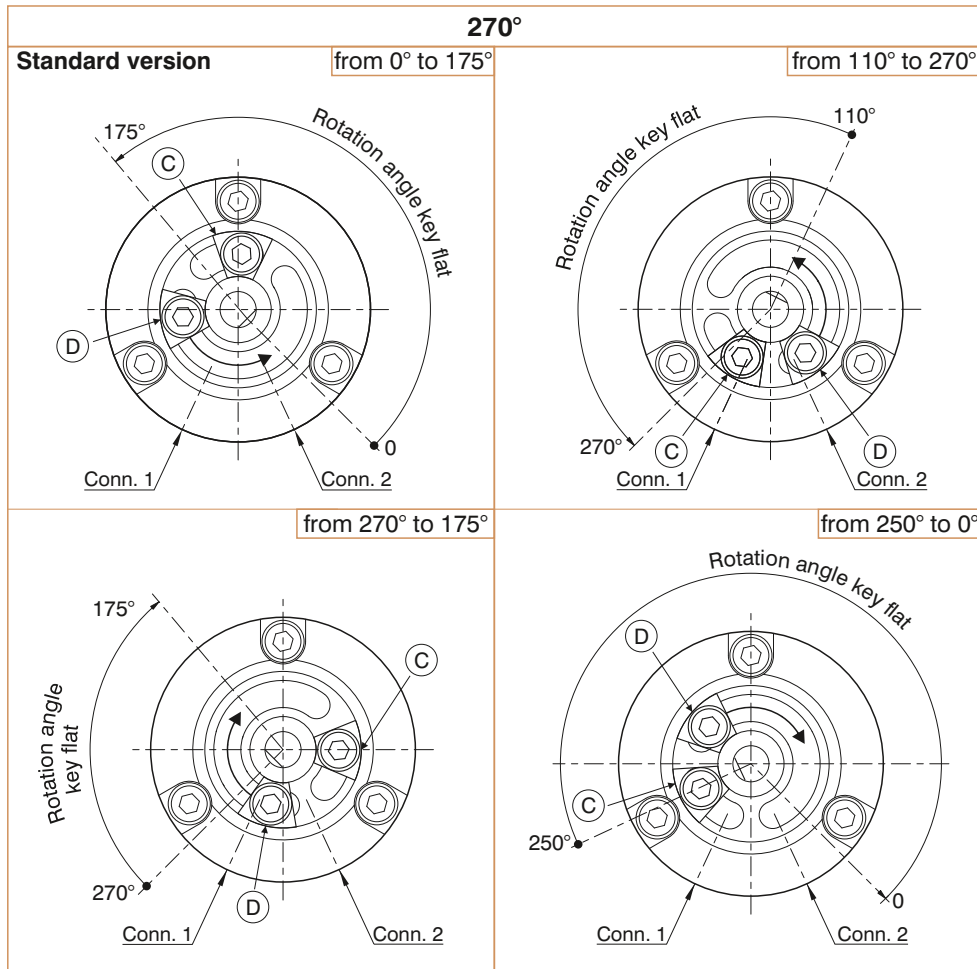 270°
Standard version
from 0° to 175°
175°
Rotation angle key flat
C
D
0
Conn. 1
Conn. 2
from 110° to 270°
110°
Rotation angle key flat
270°
C
D
Conn. 1
Conn. 2
from 270° to 175°
175°
C
Rotation angle
key flat
270°
D
Conn. 1
Conn. 2
from 250° to 0°
Rotation angle key flat
D
C
250°
0
Conn. 1
Conn. 2